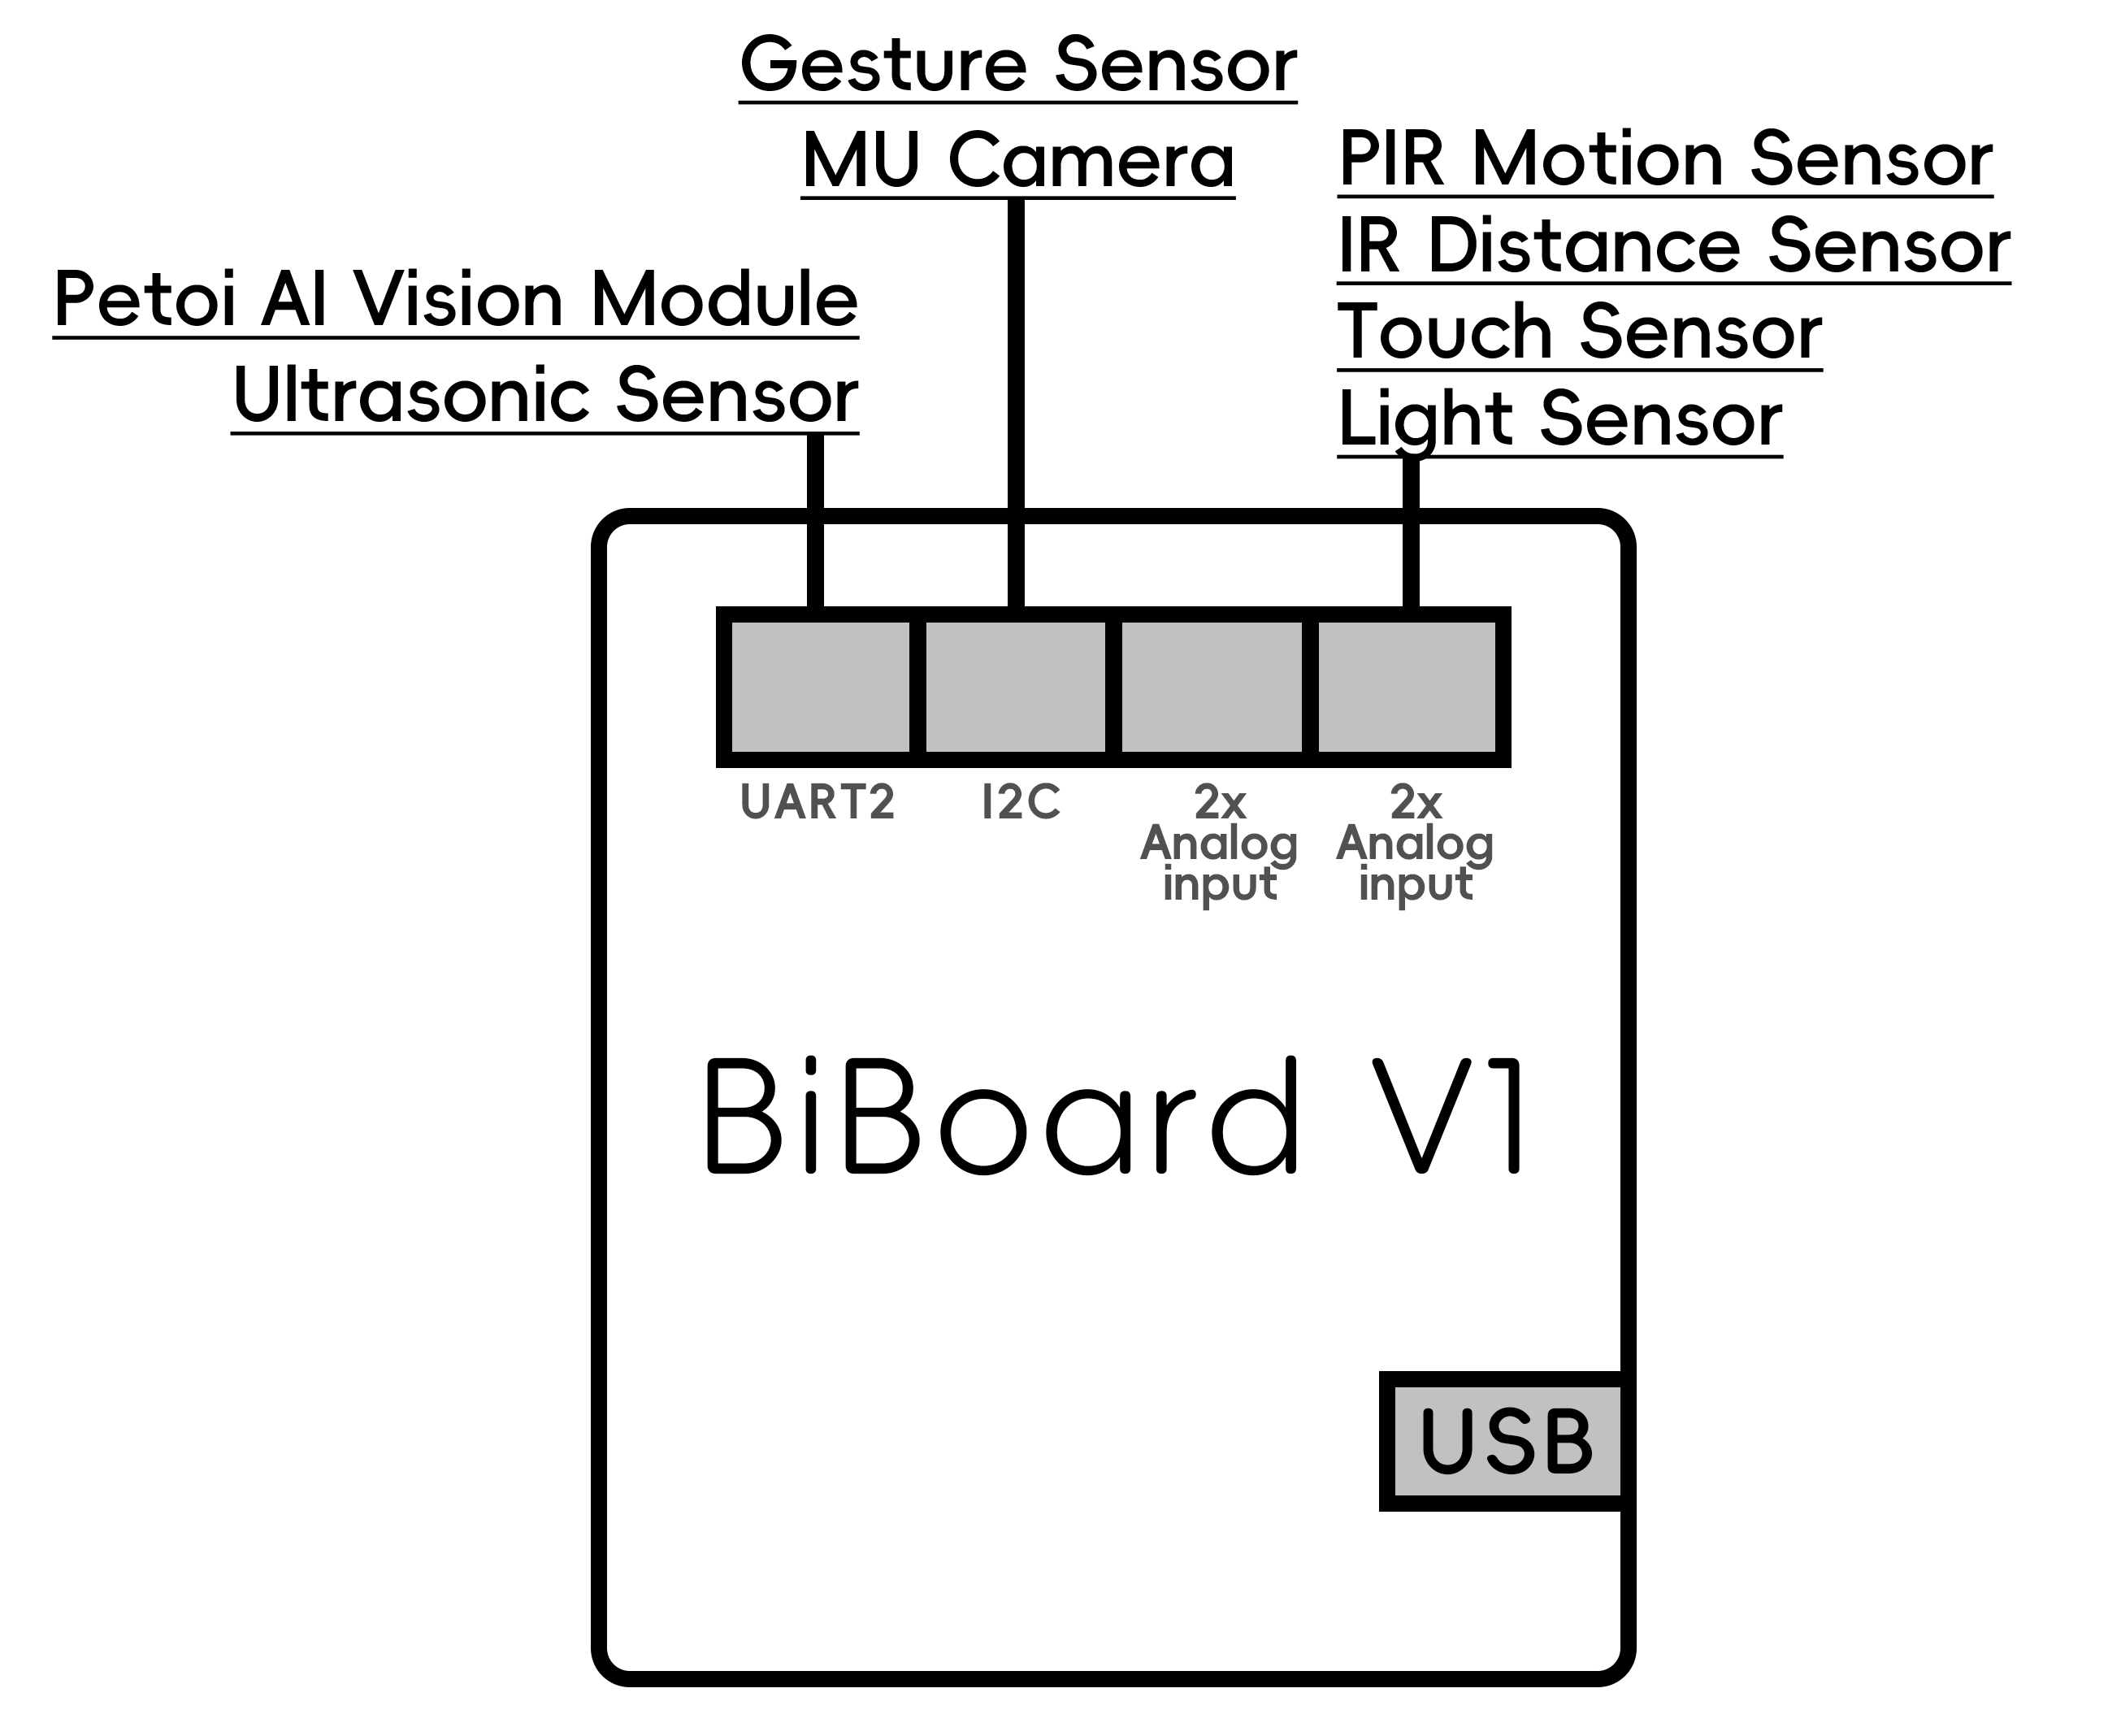 Gesture Sensor
MU Camera
PIR Motion Sensor
IR Distance Sensor
Touch Sensor
Light Sensor
Petoi AI Vision Module
Ultrasonic Sensor
UART2
I2C
2x
Analog
input
2x
Analog
input
BiBoard V1
USB